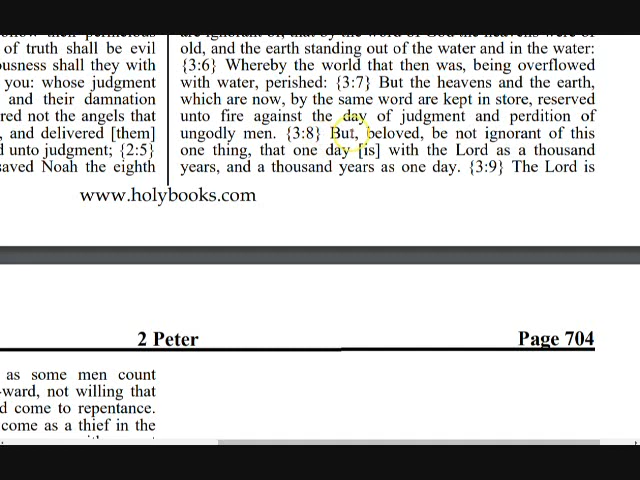 of truth shall be evil
ousness shall they with
you: whose judgment
and their damnation
red not the angels that
, and delivered [them]
unto judgment; {2:5}
saved Noah the eighth
old, and the earth standing out of the water and in the water:
{3:6} Whereby the world that then was, being overflowed
with water, perished: {3:7} But the heavens and the earth,
which are now, by the same word are kept in store, reserved
unto fire against the day of judgment and perdition of
ungodly men. {3:8} But, beloved, be not ignorant of this
one thing, that one day [is] with the Lord as a thousand
years, and a thousand years as one day. {3:9} The Lord is
www.holybooks.com
2 Peter
Page 704
as some men count
-ward, not willing that
d come to repentance.
come as a thief in the